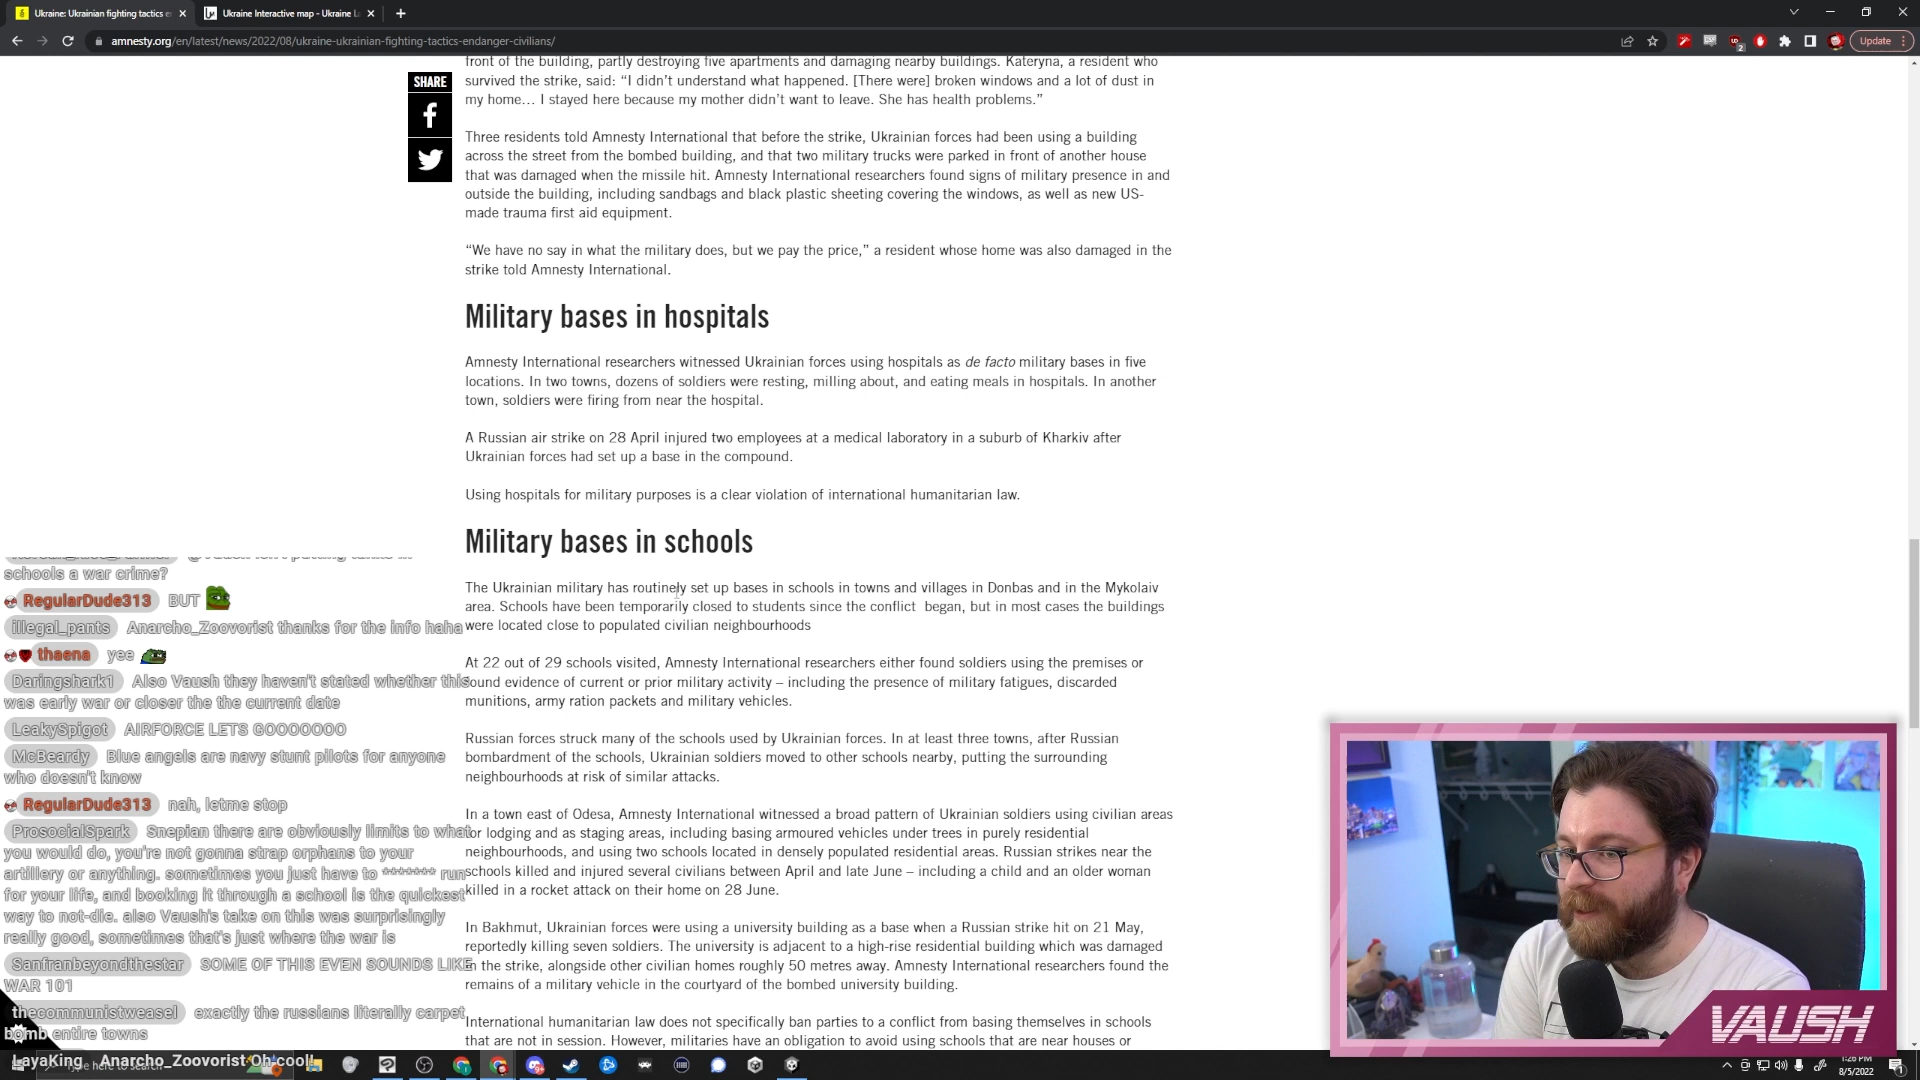 Ukraine: Ukrainian fighting tactics e
Ukraine Interactive map - Ukraine L
amnesty.org/en/latest/news/2022/08/ukraine-ukrainian-fighting-tactics-endanger-civilians/
Update
SHARE
front of the building, partly destroying five apartments and damaging nearby buildings. Kateryna, a resident who
survived the strike, said: “I didn’t understand what happened. [There were] broken windows and a lot of dust in
my home… I stayed here because my mother didn’t want to leave. She has health problems.”
Three residents told Amnesty International that before the strike, Ukrainian forces had been using a building
across the street from the bombed building, and that two military trucks were parked in front of another house
that was damaged when the missile hit. Amnesty International researchers found signs of military presence in and
outside the building, including sandbags and black plastic sheeting covering the windows, as well as new US-
made trauma first aid equipment.
“We have no say in what the military does, but we pay the price,” a resident whose home was also damaged in the
strike told Amnesty International.
Military bases in hospitals
Amnesty International researchers witnessed Ukrainian forces using hospitals as de facto military bases in five
locations. In two towns, dozens of soldiers were resting, milling about, and eating meals in hospitals. In another
town, soldiers were firing from near the hospital.
A Russian air strike on 28 April injured two employees at a medical laboratory in a suburb of Kharkiv after
Ukrainian forces had set up a base in the compound.
Using hospitals for military purposes is a clear violation of international humanitarian law.
Military bases in schools
The Ukrainian military has routinely set up bases in schools in towns and villages in Donbas and in the Mykolaiv
area. Schools have been temporarily closed to students since the conflict began, but in most cases the buildings
were located close to populated civilian neighbourhoods
At 22 out of 29 schools visited, Amnesty International researchers either found soldiers using the premises or
found evidence of current or prior military activity – including the presence of military fatigues, discarded
munitions, army ration packets and military vehicles.
Russian forces struck many of the schools used by Ukrainian forces. In at least three towns, after Russian
bombardment of the schools, Ukrainian soldiers moved to other schools nearby, putting the surrounding
neighbourhoods at risk of similar attacks.
In a town east of Odesa, Amnesty International witnessed a broad pattern of Ukrainian soldiers using civilian areas
for lodging and as staging areas, including basing armoured vehicles under trees in purely residential
neighbourhoods, and using two schools located in densely populated residential areas. Russian strikes near the
schools killed and injured several civilians between April and late June – including a child and an older woman
killed in a rocket attack on their home on 28 June.
In Bakhmut, Ukrainian forces were using a university building as a base when a Russian strike hit on 21 May,
reportedly killing seven soldiers. The university is adjacent to a high-rise residential building which was damaged
in the strike, alongside other civilian homes roughly 50 metres away. Amnesty International researchers found the
remains of a military vehicle in the courtyard of the bombed university building.
International humanitarian law does not specifically ban parties to a conflict from basing themselves in schools
that are not in session. However, militaries have an obligation to avoid using schools that are near houses or
schools a war crime?
RegularDude313 BUT
illegal_pants Anarcho_Zoovorist thanks for the info haha
thaena yee
Daringshark1 Also Vaush they haven't stated whether this
was early war or closer the the current date
LeakySpigot AIRFORCE LETS GOOOOOOO
McBeardy Blue angels are navy stunt pilots for anyone
who doesn't know
RegularDude313 nah, letme stop
ProsocialSpark Snepian there are obviously limits to what
you would do, you're not gonna strap orphans to your
artillery or anything. sometimes you just have to ******* run
for your life, and booking it through a school is the quickest
way to not-die. also Vaush's take on this was surprisingly
really good, sometimes that's just where the war is
Sanfranbeyondthestar SOME OF THIS EVEN SOUNDS LIKE
WAR 101
thecommunistweasel exactly the russians literally carpet
bomb entire towns
LayaKing Anarcho_Zoovorist Oh cool!
VAUSH
1:26 PM
8/5/2022